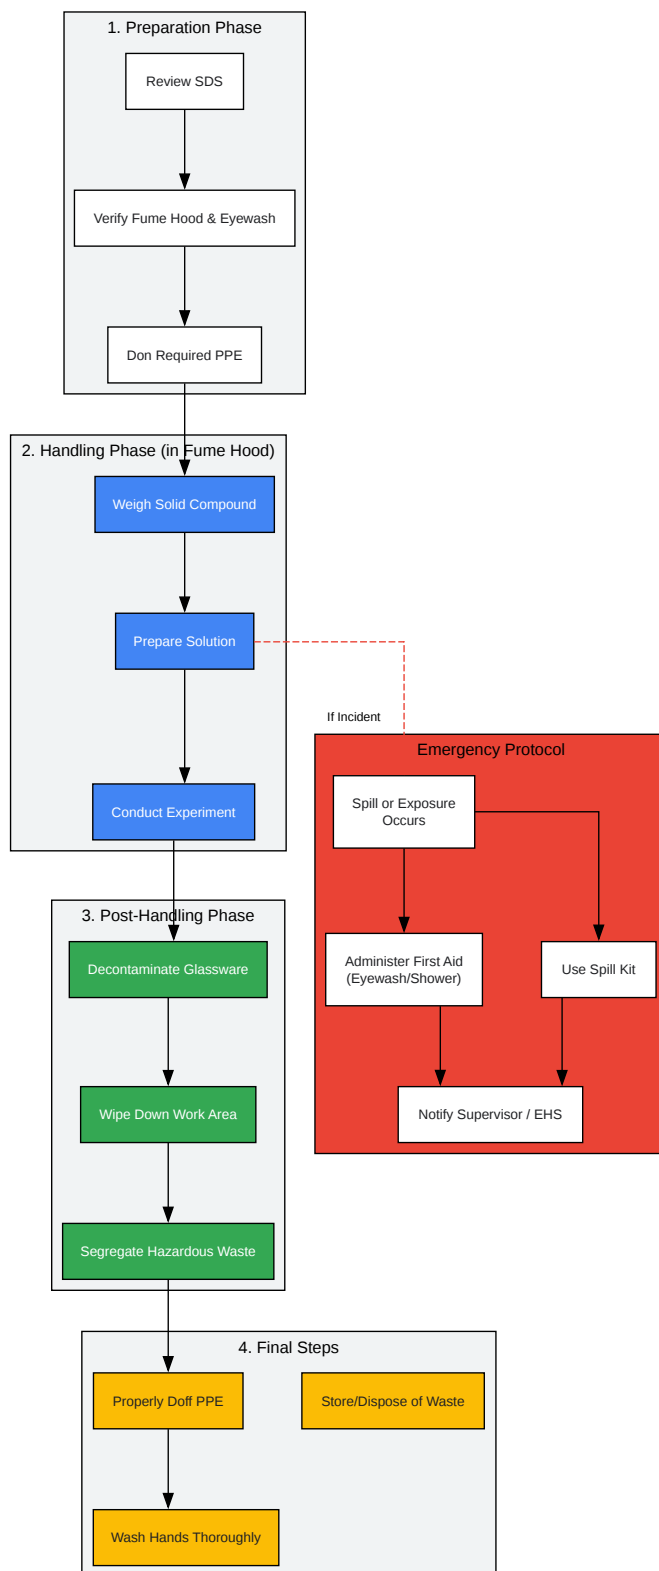 1. Preparation Phase
Review SDS
Verify Fume Hood & Eyewash
Don Required PPE
2. Handling Phase (in Fume Hood)
Weigh Solid Compound
Prepare Solution
Conduct Experiment
If Incident
Emergency Protocol
Spill or Exposure
Occurs
Administer First Aid
(Eyewash/Shower)
Use Spill Kit
Notify Supervisor / EHS
3. Post-Handling Phase
Decontaminate Glassware
Wipe Down Work Area
Segregate Hazardous Waste
4. Final Steps
Properly Doff PPE
Store/Dispose of Waste
Wash Hands Thoroughly